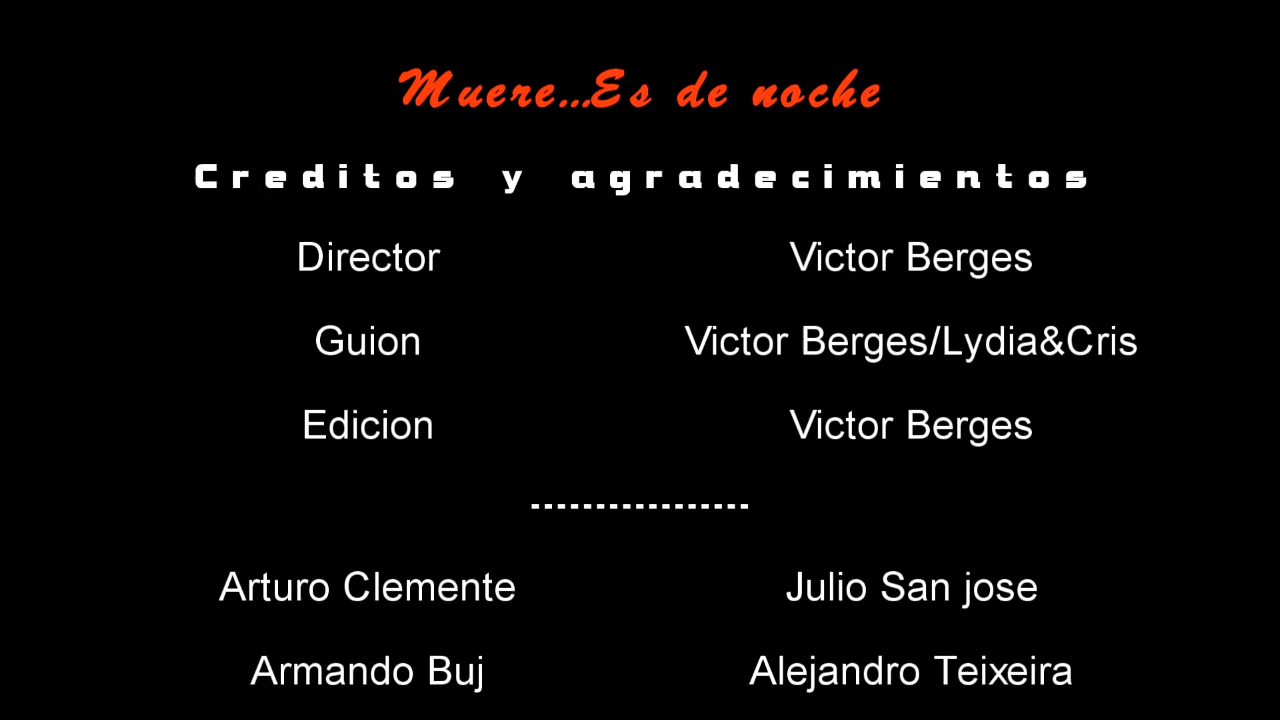 Muere...Es de noche
Creditos y agradecimientos
Director Victor Berges
Guion Victor Berges/Lydia&Cris
Edicion Victor Berges
-----------------
Arturo Clemente Julio San jose
Armando Buj Alejandro Teixeira